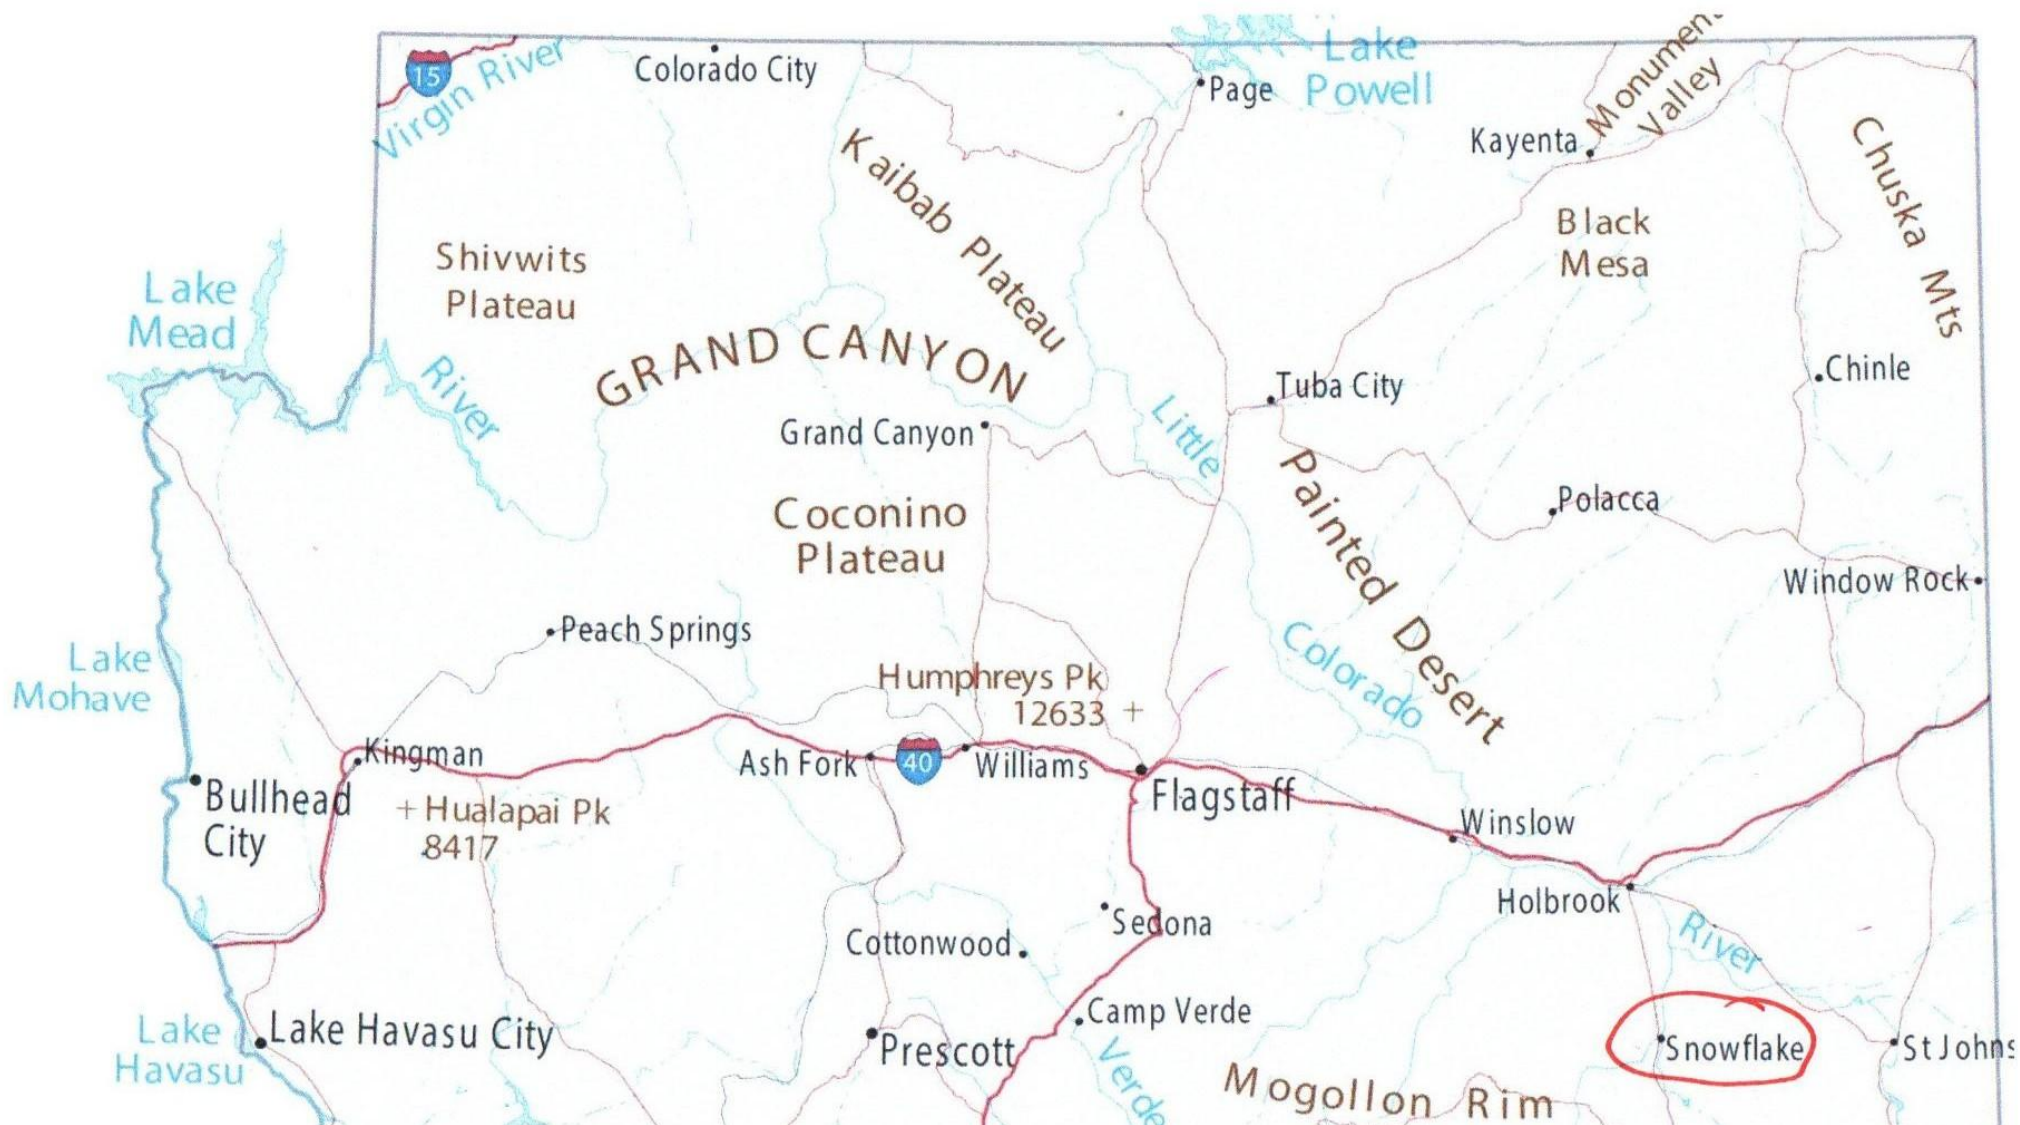 15
Virgin River
Colorado City
Lake
Powell
Page
Monument
Valley
Kayenta
Kaibab Plateau
Chuska Mts
Black
Mesa
Shivwits
Plateau
Lake
Mead
River
GRAND CANYON
Chinle
Tuba City
Little
Grand Canyon
Coconino
Plateau
Painted Desert
Polacca
Window Rock
Peach Springs
Lake
Mohave
Colorado
Humphreys Pk
12633 +
Kingman
Ash Fork
40
Williams
Flagstaff
Bullhead
City
+ Hualapai Pk
8417
Winslow
Holbrook
Sedona
Cottonwood
River
Lake
Havasu
Lake Havasu City
Prescott
Camp Verde
Verde
Snowflake
St Johns
Mogollon Rim